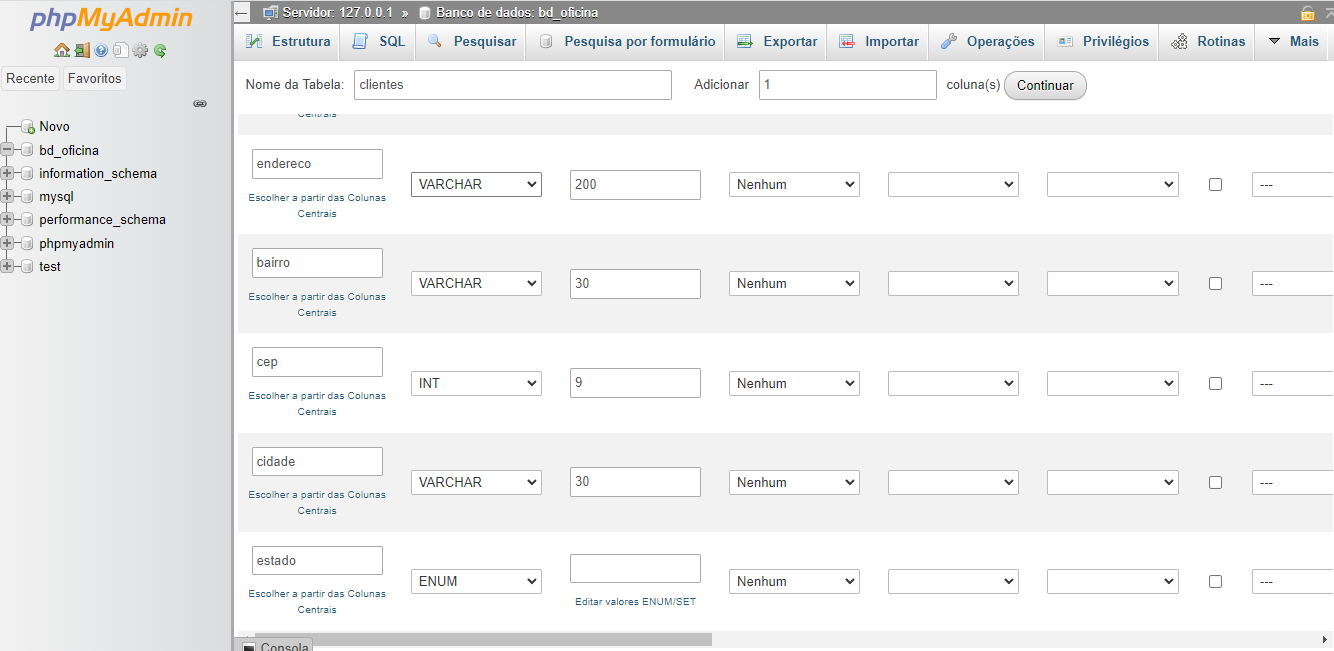 phpMyAdmin
Recente Favoritos
Novo
bd_oficina
information_schema
mysql
performance_schema
phpmyadmin
test
Servidor: 127.0.0.1 » Banco de dados: bd_oficina
Estrutura SQL Pesquisar Pesquisa por formulário Exportar Importar Operações Privilégios Rotinas Mais
Nome da Tabela: clientes Adicionar 1 coluna(s) Continuar
Centrais
endereco VARCHAR 200 Nenhum ---
Escolher a partir das Colunas
Centrais
bairro VARCHAR 30 Nenhum ---
Escolher a partir das Colunas
Centrais
cep INT 9 Nenhum ---
Escolher a partir das Colunas
Centrais
cidade VARCHAR 30 Nenhum ---
Escolher a partir das Colunas
Centrais
estado ENUM Nenhum ---
Escolher a partir das Colunas Editar valores ENUM/SET
Centrais
Consola